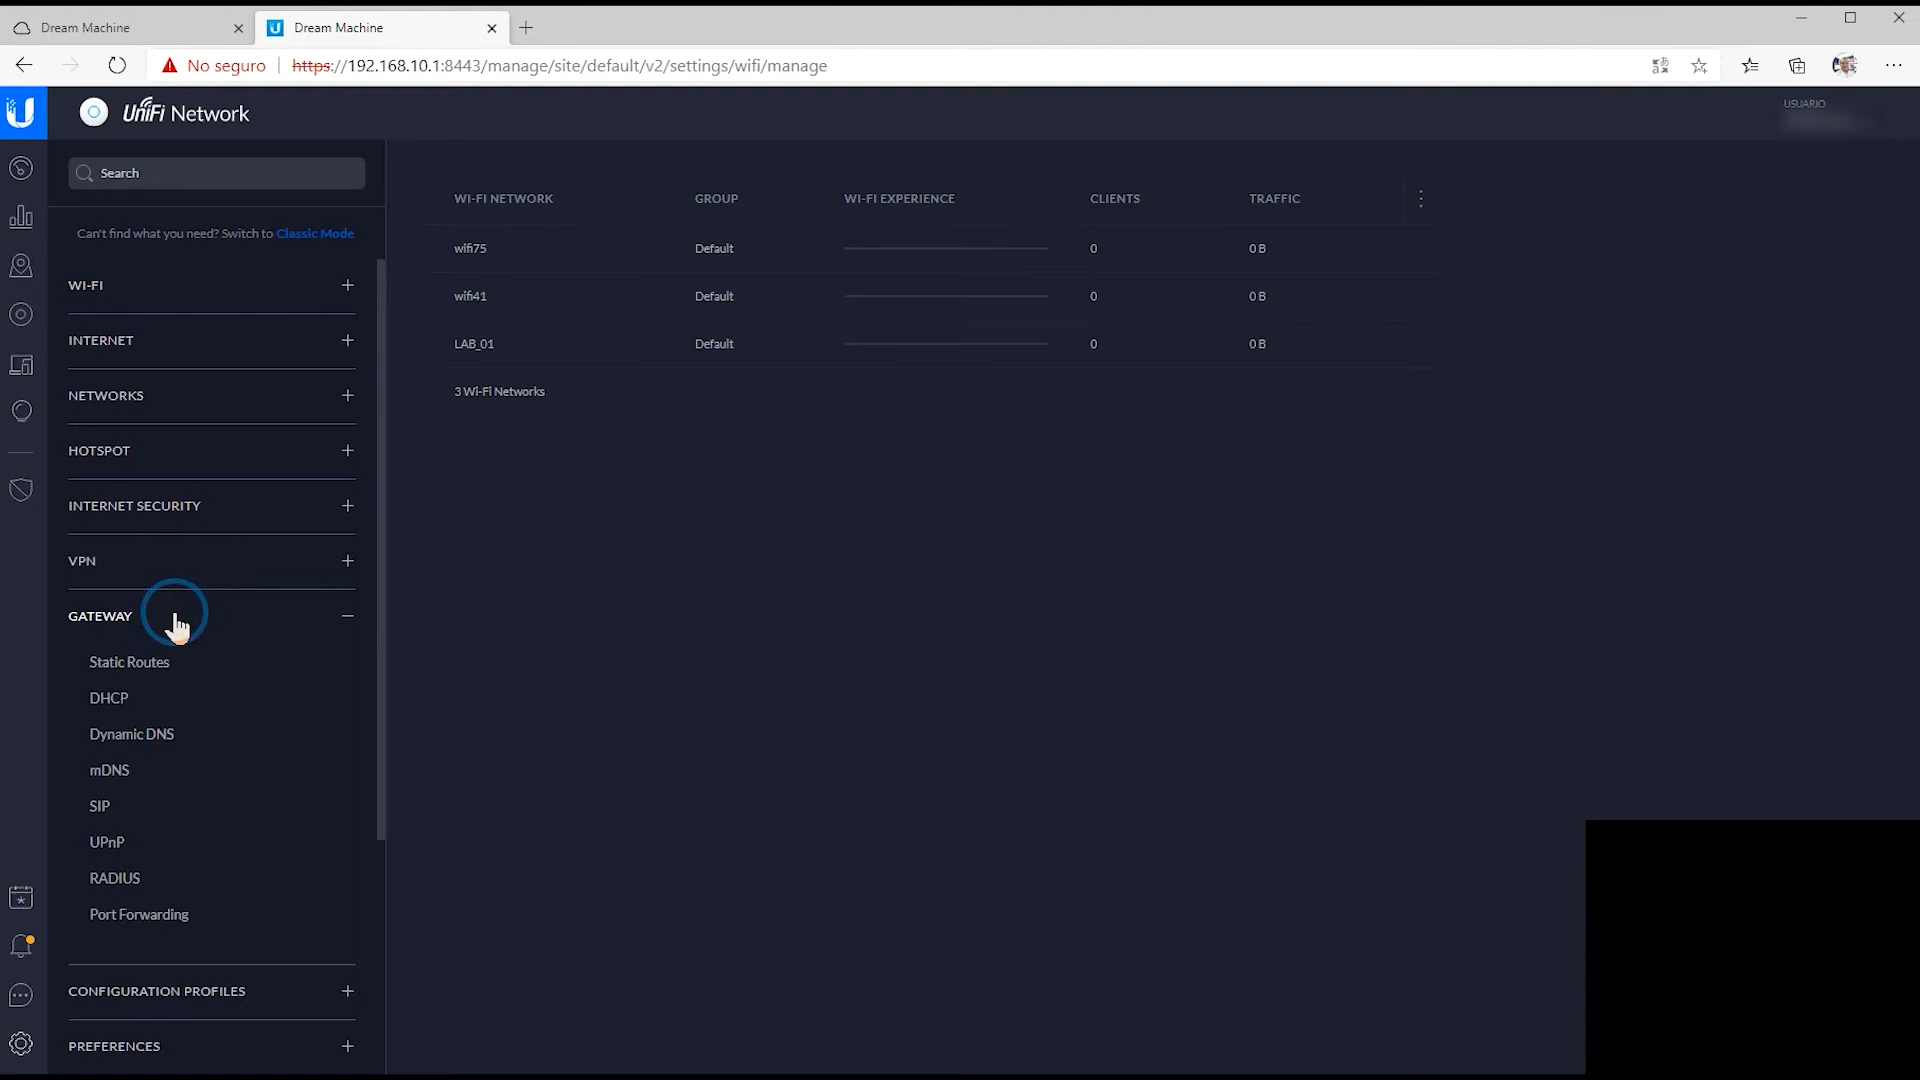 Dream Machine
Dream Machine
No seguro
https://192.168.10.1:8443/manage/site/default/v2/settings/wifi/manage
UniFi Network
USUARIO
Search
Can't find what you need? Switch to Classic Mode
WI-FI
INTERNET
NETWORKS
HOTSPOT
INTERNET SECURITY
VPN
GATEWAY
Static Routes
DHCP
Dynamic DNS
mDNS
SIP
UPnP
RADIUS
Port Forwarding
CONFIGURATION PROFILES
PREFERENCES
WI-FI NETWORK GROUP WI-FI EXPERIENCE CLIENTS TRAFFIC
wifi75 Default 0 0 B
wifi41 Default 0 0 B
LAB_01 Default 0 0 B
3 Wi-Fi Networks